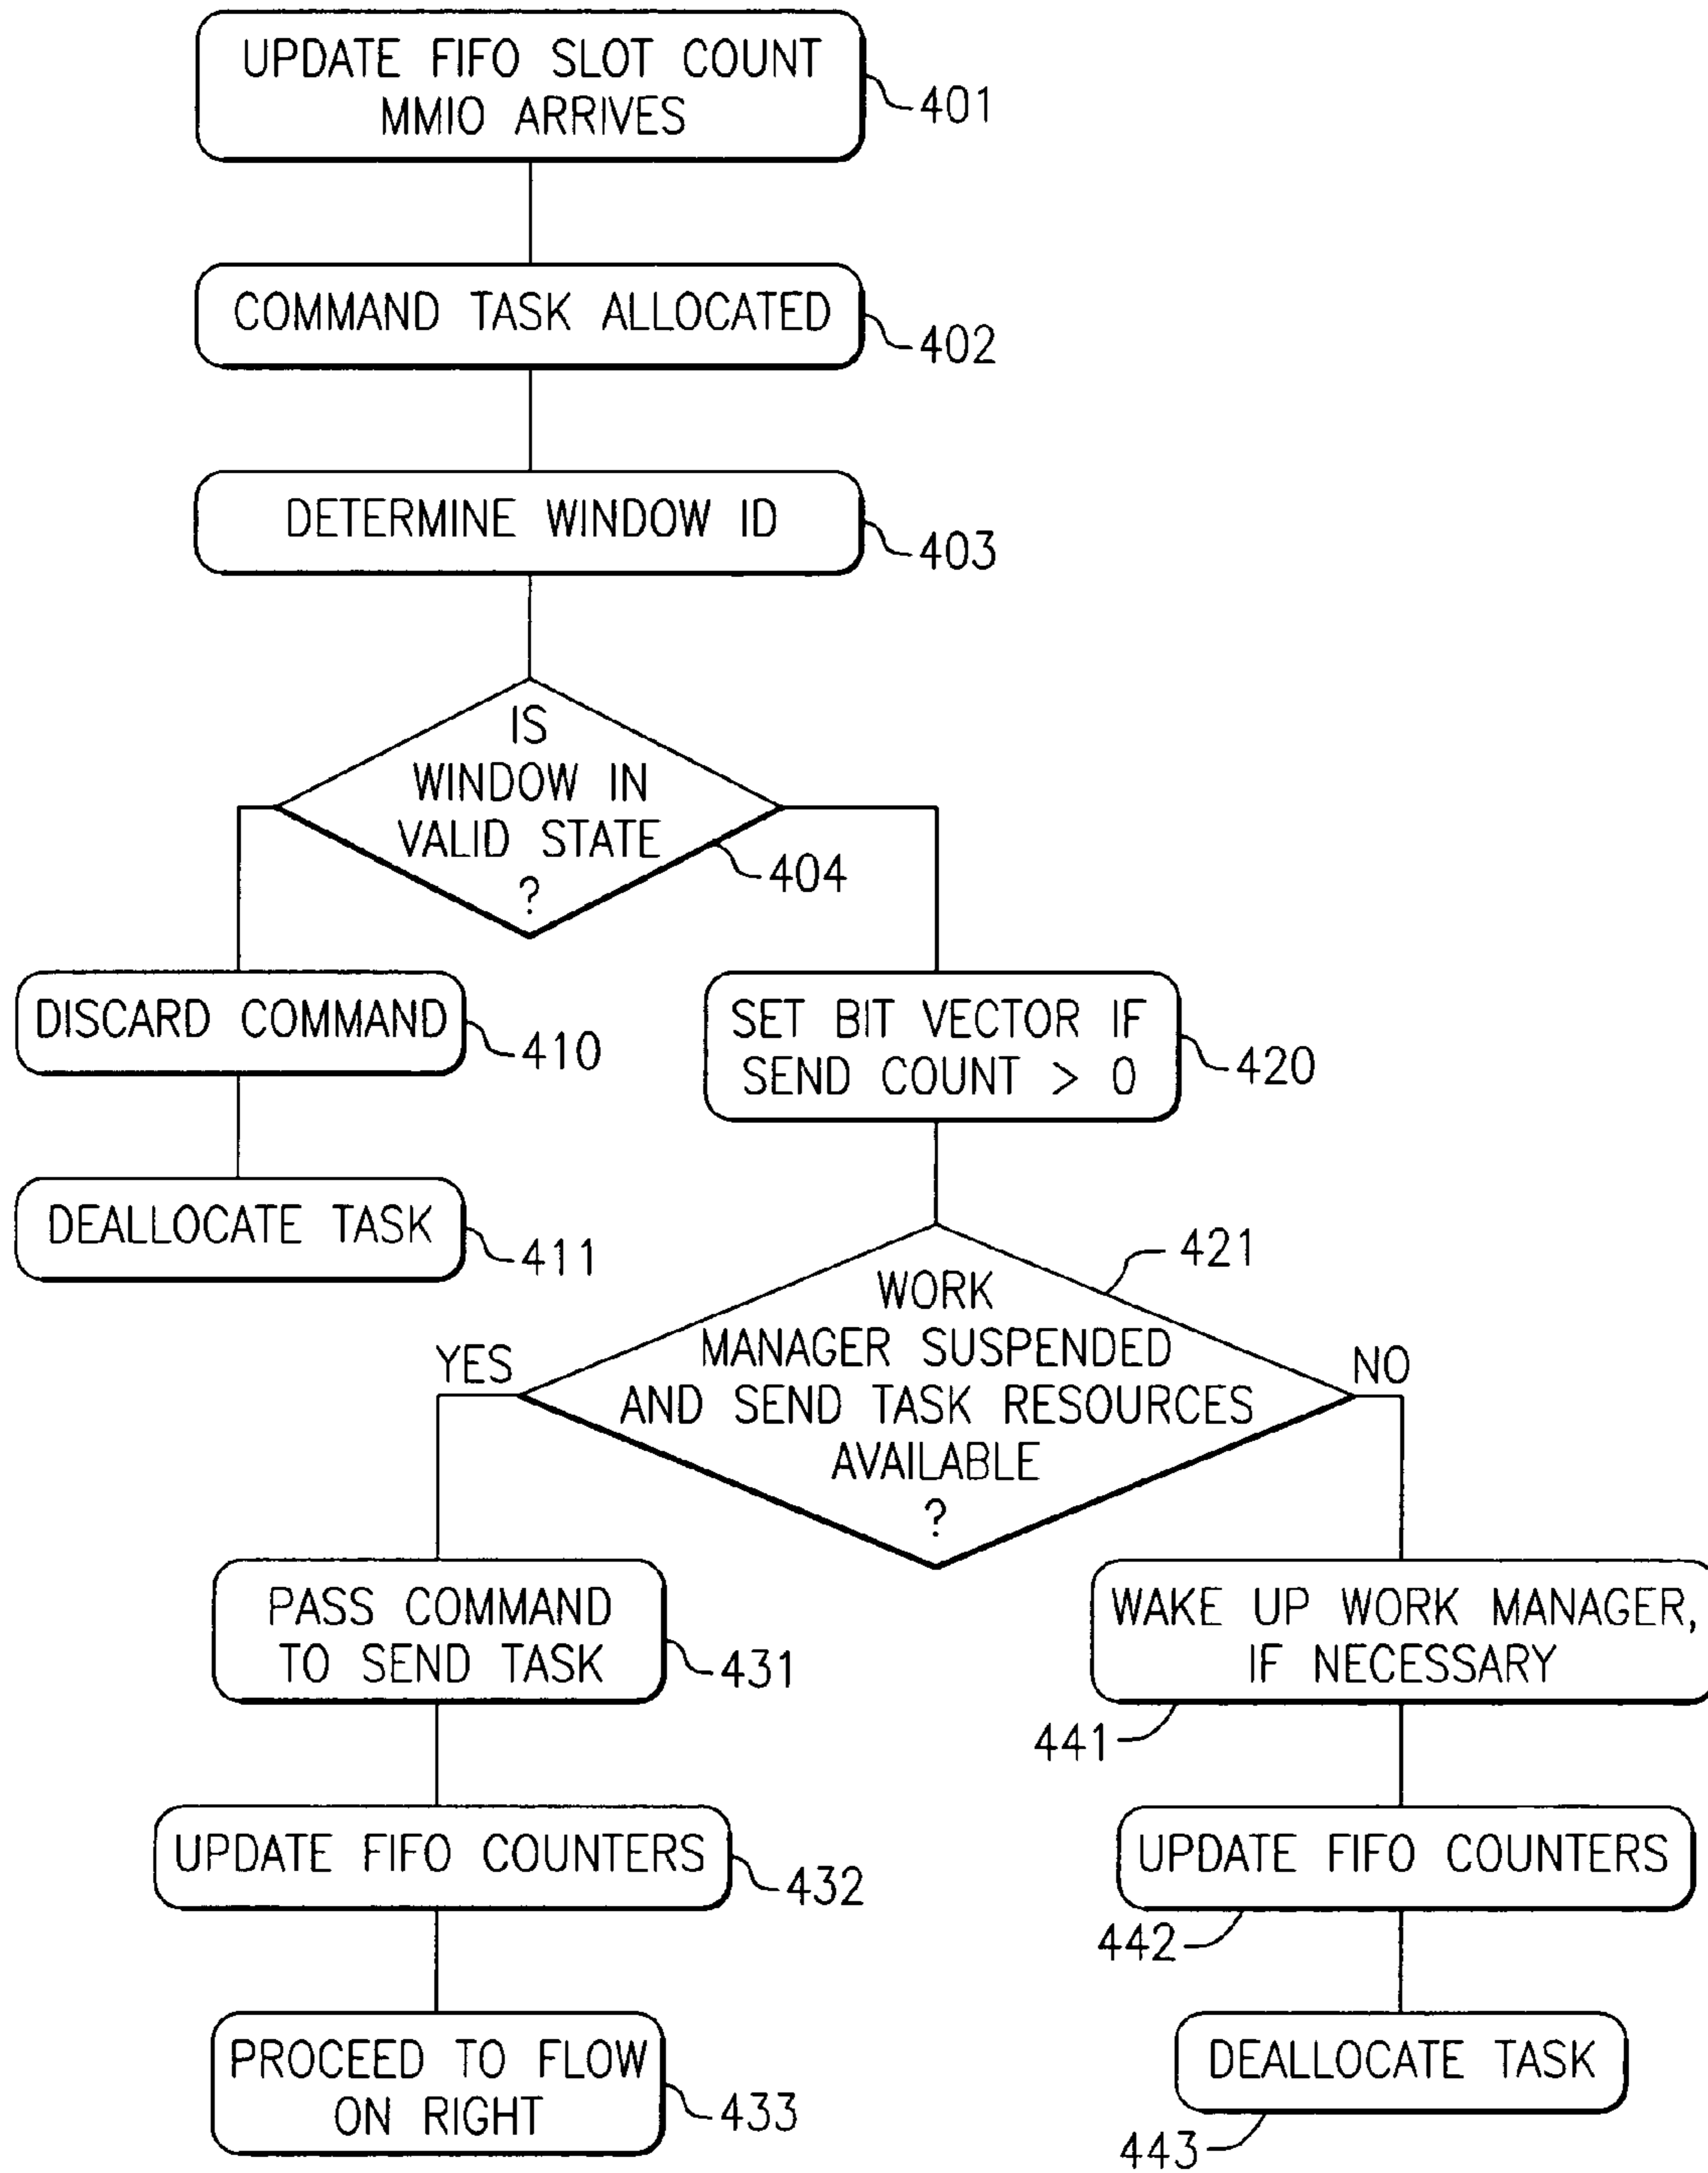 UPDATE FIFO SLOT COUNT
MMIO ARRIVES
401
COMMAND TASK ALLOCATED
402
DETERMINE WINDOW ID
403
IS
WINDOW IN
VALID STATE
?
404
DISCARD COMMAND
410
SET BIT VECTOR IF
SEND COUNT > 0
420
DEALLOCATE TASK
411
421
WORK
MANAGER SUSPENDED
AND SEND TASK RESOURCES
AVAILABLE
?
YES
NO
PASS COMMAND
TO SEND TASK
431
WAKE UP WORK MANAGER,
IF NECESSARY
441
UPDATE FIFO COUNTERS
432
UPDATE FIFO COUNTERS
442
PROCEED TO FLOW
ON RIGHT
433
DEALLOCATE TASK
443